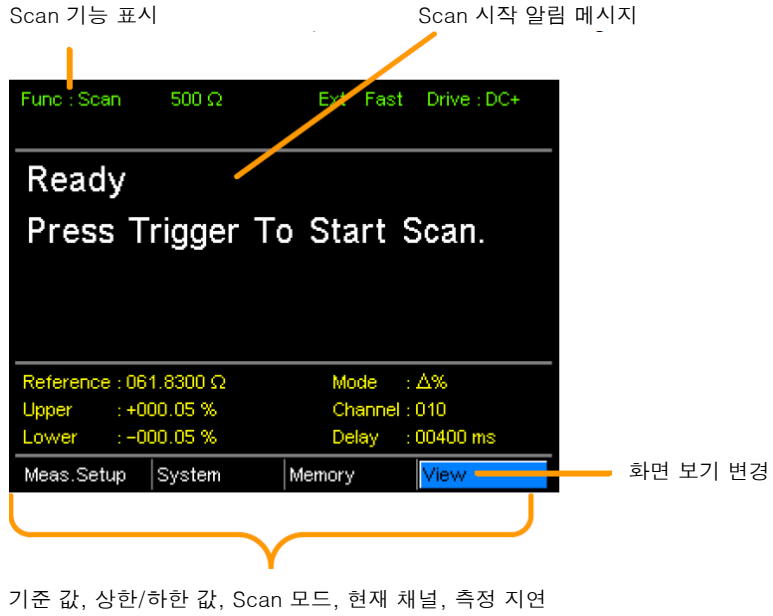 Scan 기능 표시
Scan 시작 알림 메시지
Func : Scan 500 Ω Ext Fast Drive : DC+
Ready
Press Trigger To Start Scan.
Reference : 061.8300 Ω Mode : Δ%
Upper : +000.05 % Channel : 010
Lower : -000.05 % Delay : 00400 ms
Meas.Setup System Memory View
화면 보기 변경
기준 값, 상한/하한 값, Scan 모드, 현재 채널, 측정 지연